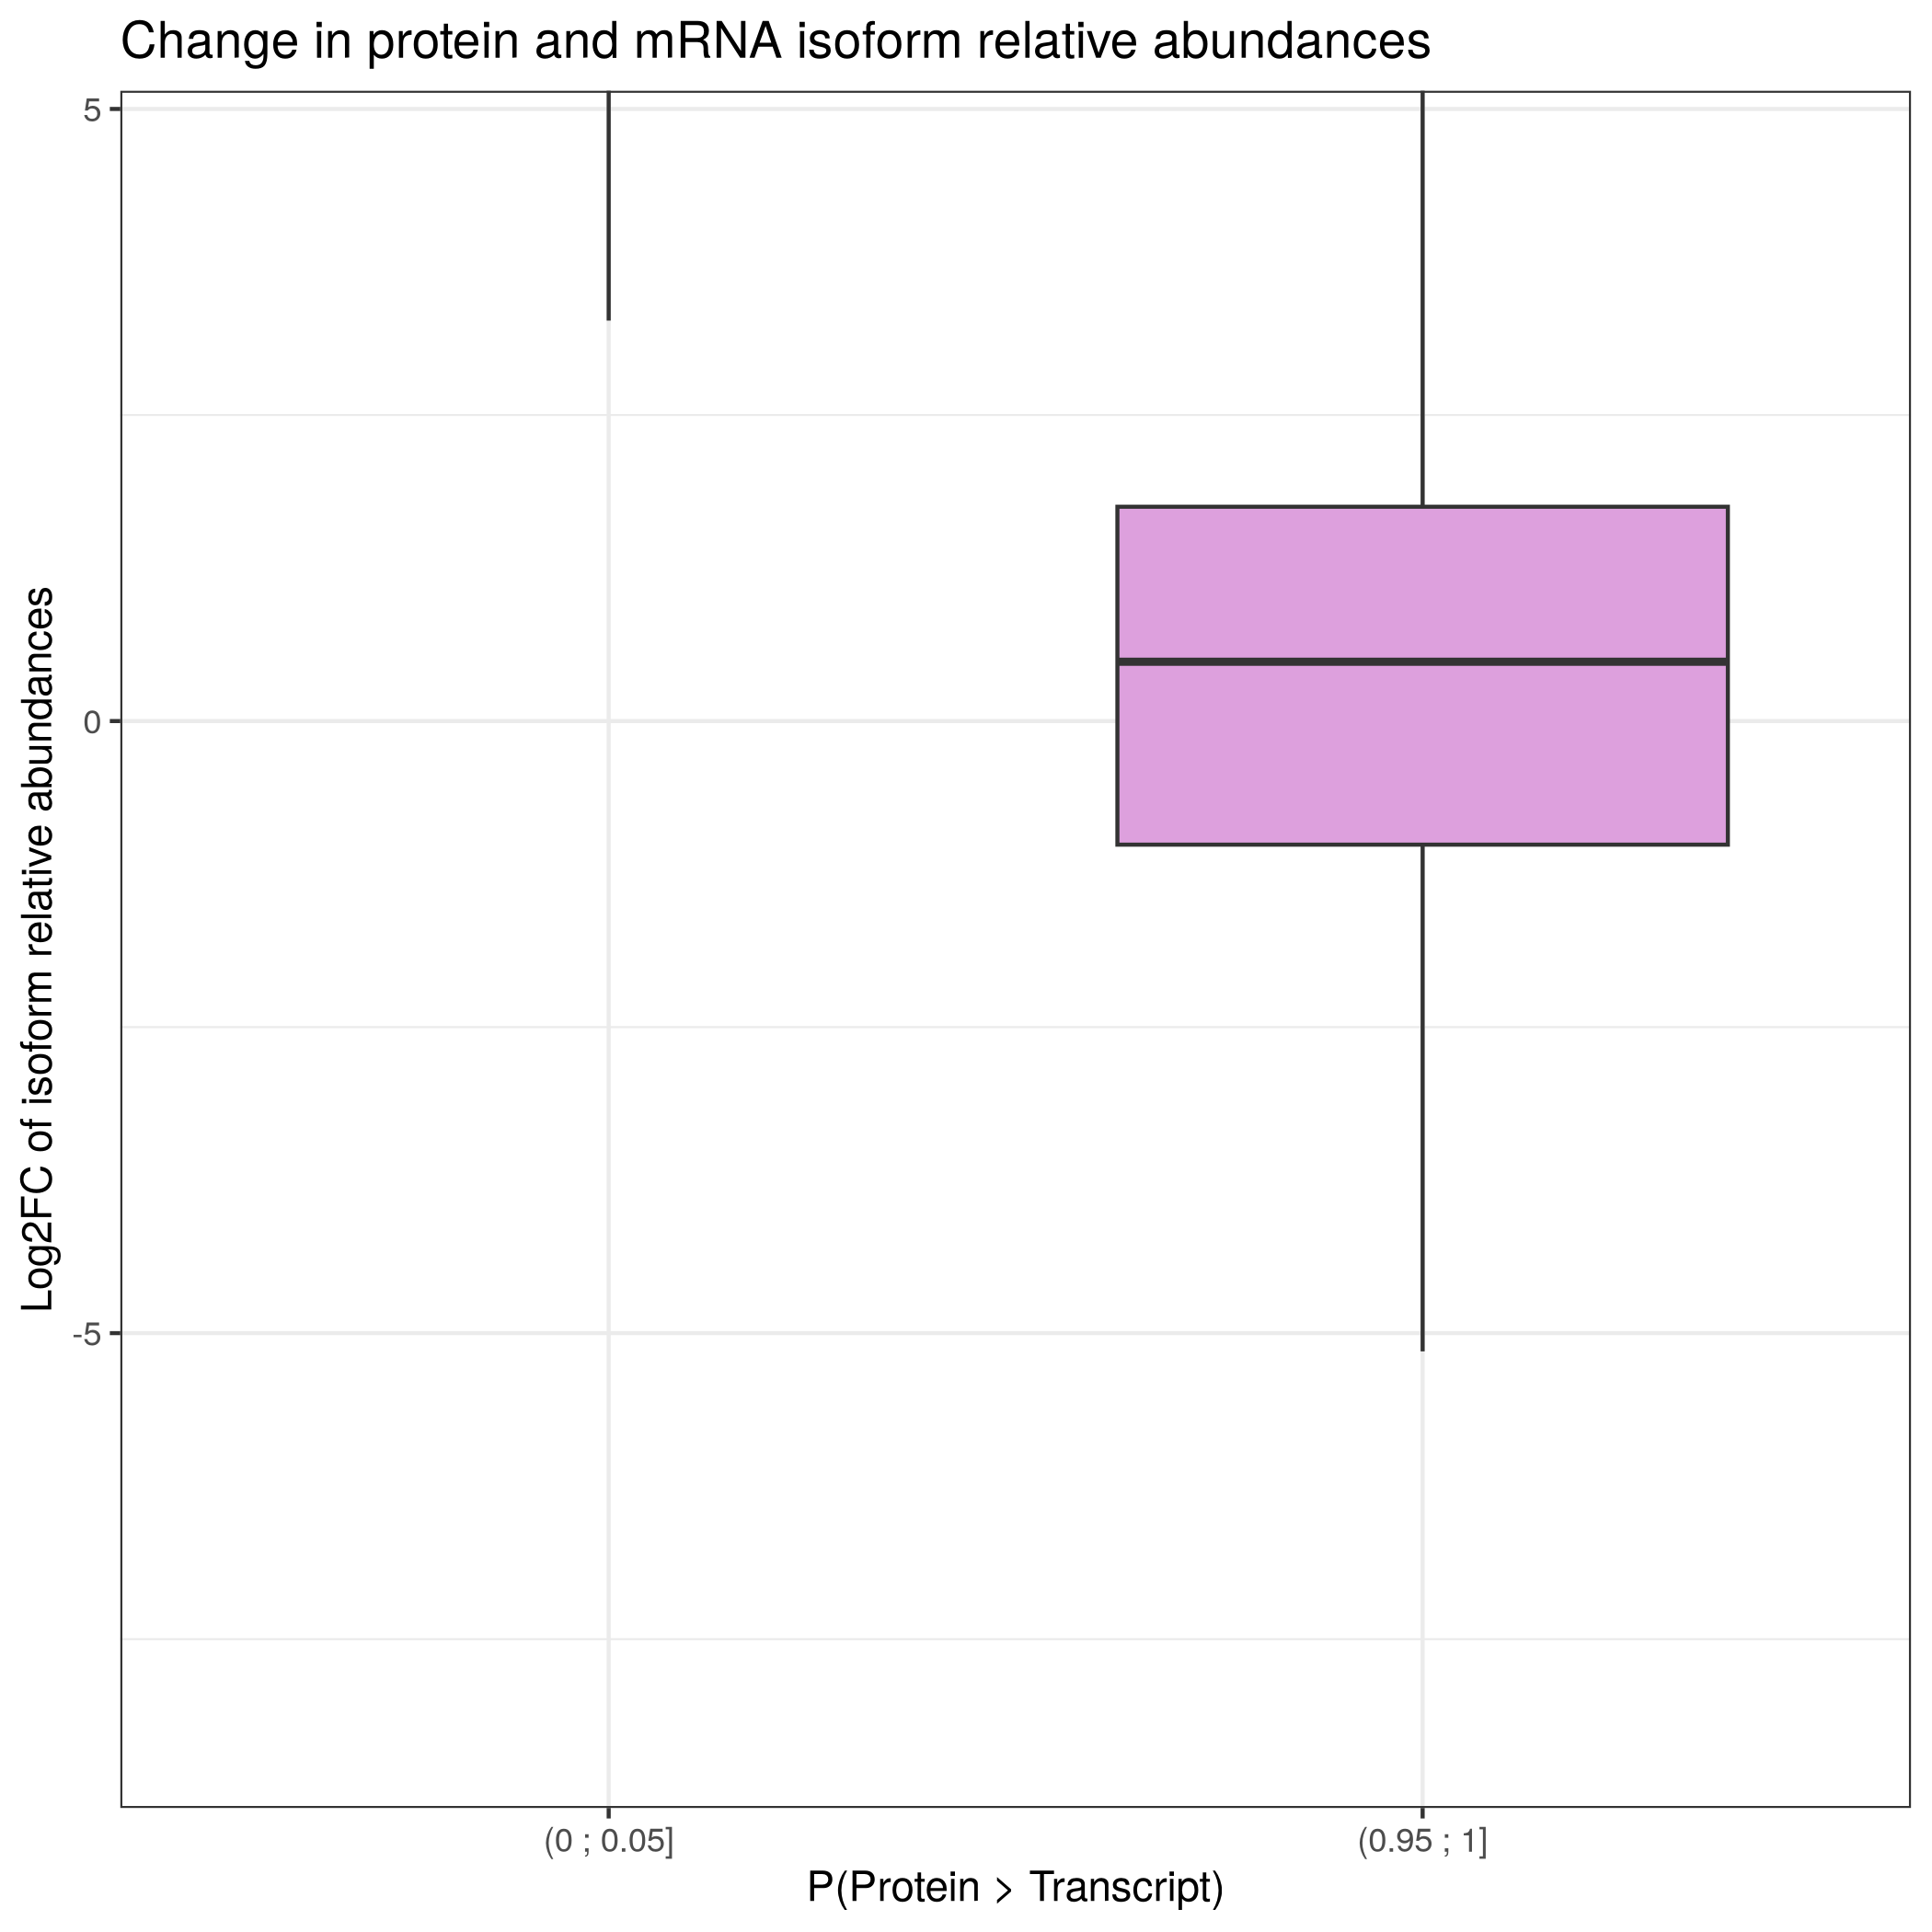 Change in protein and mRNA isoform relative abundances
Log2FC of isoform relative abundances
5
0
-5
(0 ; 0.05]
(0.95 ; 1]
P(Protein > Transcript)